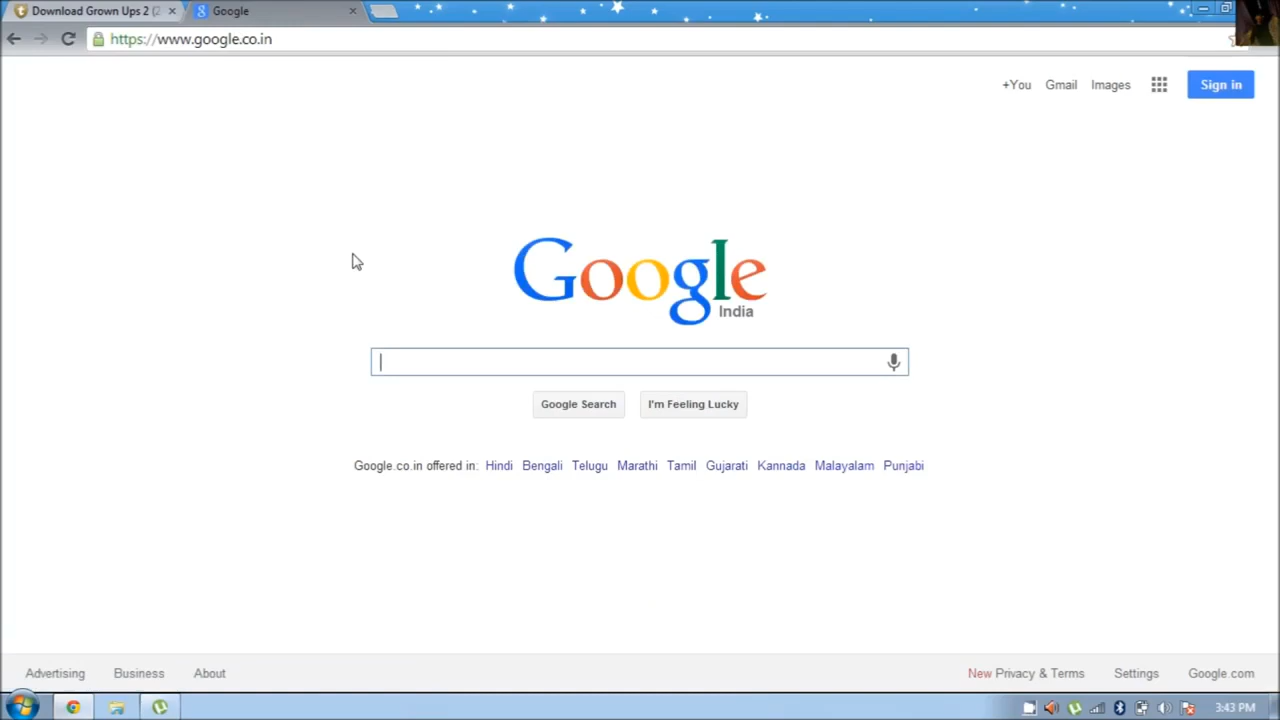 Download Grown Ups 2 (2
Google
https://www.google.co.in
+You Gmail Images Sign in
Google
India
Google Search I'm Feeling Lucky
Google.co.in offered in: Hindi Bengali Telugu Marathi Tamil Gujarati Kannada Malayalam Punjabi
Advertising Business About New Privacy & Terms Settings Google.com
3:43 PM